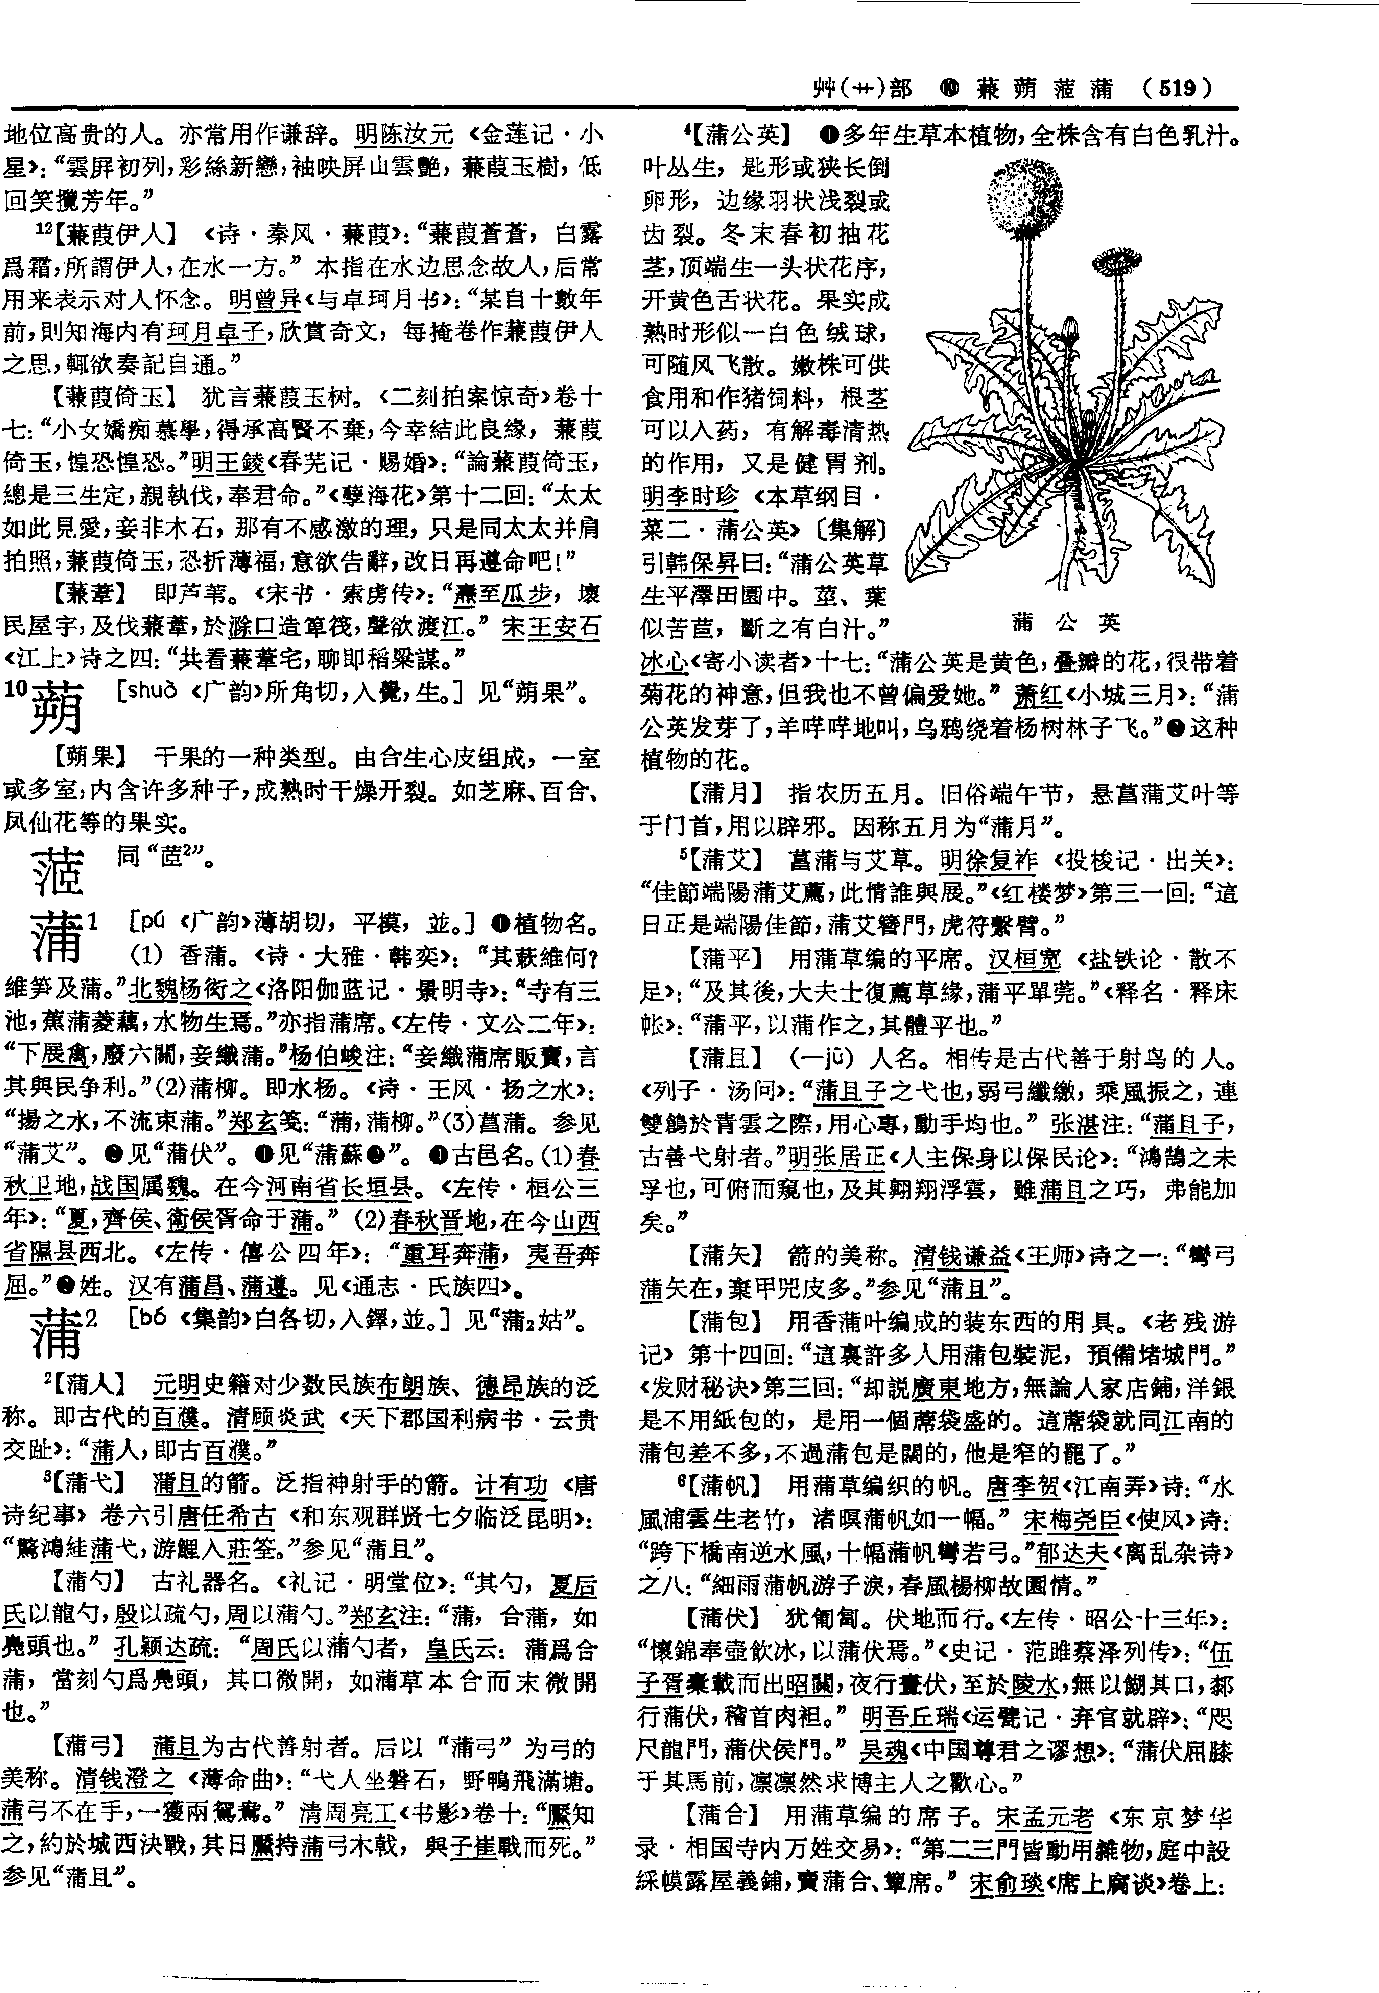 艸(艹)部 ❿ 蒹 蒴 蒞 蒲 (519)
地位高贵的人。亦常用作谦辞。明陈汝元《金莲记·小
星》：“雲屏初列，彩絲新戀，袖映屏山雲艷，蒹葭玉樹，低
回笑攬芳年。”
12【蒹葭伊人】 《诗·秦风·蒹葭》：“蒹葭蒼蒼，白露
爲霜，所謂伊人，在水一方。”本指在水边思念故人，后常
用来表示对人怀念。明曾异《与卓珂月书》：“某自十數年
前，則知海内有珂月卓子，欣賞奇文，每掩卷作蒹葭伊人
之思，輒欲奏記自通。”
【蒹葭倚玉】 犹言蒹葭玉树。《二刻拍案惊奇》卷十
七：“小女嬌痴慕學，得承高賢不棄，今幸結此良緣，蒹葭
倚玉，惶恐惶恐。”明王錂《春芜记·赐婚》：“論蒹葭倚玉，
總是三生定，親執伐，奉君命。”《孽海花》第十二回：“太太
如此見愛，妾非木石，那有不感激的理，只是同太太并肩
拍照，蒹葭倚玉，恐折薄福，意欲告辭，改日再遵命吧！”
【蒹葦】 即芦苇。《宋书·索虏传》：“燾至瓜步，壞
民屋宇，及伐蒹葦，於滁口造箄筏，聲欲渡江。”宋王安石
《江上》诗之四：“共看蒹葦宅，聊即稻粱謀。”
10蒴 [shuò 《广韵》所角切，入覺，生。]见“蒴果”。
【蒴果】 干果的一种类型。由合生心皮组成，一室
或多室，内含许多种子，成熟时干燥开裂。如芝麻、百合、
凤仙花等的果实。
蒞 同“莅2”。
蒲1 [pú 《广韵》薄胡切，平模，並。]❶植物名。
(1) 香蒲。《诗·大雅·韩奕》：“其蔌維何？
維笋及蒲。”北魏杨衒之《洛阳伽蓝记·景明寺》：“寺有三
池，萑蒲菱藕，水物生焉。”亦指蒲席。《左传·文公二年》：
“下展禽，廢六關，妾織蒲。”杨伯峻注：“妾織蒲席販賣，言
其與民争利。”(2)蒲柳。即水杨。《诗·王风·扬之水》：
“揚之水，不流束蒲。”郑玄笺：“蒲，蒲柳。”(3)菖蒲。参见
“蒲艾”。❷见“蒲伏”。❸见“蒲蘇❷”。❹古邑名。(1)春
秋卫地，战国属魏。在今河南省长垣县。《左传·桓公三
年》：“夏，齊侯、衛侯胥命于蒲。”(2)春秋晋地，在今山西
省隰县西北。《左传·僖公四年》：“重耳奔蒲，夷吾奔
屈。”❺姓。汉有蒲昌、蒲遵。见《通志·氏族四》。
蒲2 [bó 《集韵》白各切，入鐸，並。]见“蒲2姑”。
2【蒲人】 元明史籍对少数民族布朗族、德昂族的泛
称。即古代的百濮。清顾炎武《天下郡国利病书·云贵
交趾》：“蒲人，即古百濮。”
3【蒲弋】 蒲且的箭。泛指神射手的箭。计有功《唐
诗纪事》卷六引唐任希古《和东观群贤七夕临泛昆明》：
“驚鴻絓蒲弋，游鯉入莊筌。”参见“蒲且”。
【蒲勺】 古礼器名。《礼记·明堂位》：“其勺，夏后
氏以龍勺，殷以疏勺，周以蒲勺。”郑玄注：“蒲，合蒲，如
鳧頭也。”孔颖达疏：“周氏以蒲勺者，皇氏云：蒲爲合
蒲，當刻勺爲鳧頭，其口微開，如蒲草本合而末微開
也。”
【蒲弓】 蒲且为古代善射者。后以“蒲弓”为弓的
美称。清钱澄之《薄命曲》：“弋人坐磐石，野鴨飛滿塘。
蒲弓不在手，一獲兩鴛鴦。”清周亮工《书影》卷十：“黶知
之，約於城西決戰，其日黶持蒲弓木戟，與子崔戰而死。”
参见“蒲且”。
4【蒲公英】 ❶多年生草本植物，全株含有白色乳汁。
叶丛生，匙形或狭长倒
卵形，边缘羽状浅裂或
齿裂。冬末春初抽花
茎，顶端生一头状花序，
开黄色舌状花。果实成
熟时形似一白色绒球，
可随风飞散。嫩株可供
食用和作猪饲料，根茎
可以入药，有解毒清热
的作用，又是健胃剂。
明李时珍《本草纲目·
菜二·蒲公英》〔集解〕
引韩保昇曰：“蒲公英草
生平澤田園中。莖、葉
似苦苣，斷之有白汁。”
蒲公英
冰心《寄小读者》十七：“蒲公英是黄色，叠瓣的花，很带着
菊花的神意，但我也不曾偏爱她。”萧红《小城三月》：“蒲
公英发芽了，羊咩咩地叫，乌鸦绕着杨树林子飞。”❷这种
植物的花。
【蒲月】 指农历五月。旧俗端午节，悬菖蒲艾叶等
于门首，用以辟邪。因称五月为“蒲月”。
5【蒲艾】 菖蒲与艾草。明徐复祚《投梭记·出关》：
“佳節端陽蒲艾薦，此情誰與展。”《红楼梦》第三一回：“這
日正是端陽佳節，蒲艾簪門，虎符繫臂。”
【蒲平】 用蒲草编的平席。汉桓宽《盐铁论·散不
足》：“及其後，大夫士復薦草緣，蒲平單莞。”《释名·释床
帐》：“蒲平，以蒲作之，其體平也。”
【蒲且】 (—jū) 人名。相传是古代善于射鸟的人。
《列子·汤问》：“蒲且子之弋也，弱弓纖繳，乘風振之，連
雙鶬於青雲之際，用心專，動手均也。”张湛注：“蒲且子，
古善弋射者。”明张居正《人主保身以保民论》：“鴻鵠之未
孚也，可俯而窺也，及其翱翔浮雲，雖蒲且之巧，弗能加
矣。”
【蒲矢】 箭的美称。清钱谦益《王师》诗之一：“彎弓
蒲矢在，棄甲兕皮多。”参见“蒲且”。
【蒲包】 用香蒲叶编成的装东西的用具。《老残游
记》第十四回：“這裏許多人用蒲包裝泥，預備堵城門。”
《发财秘诀》第三回：“却説廣東地方，無論人家店鋪，洋銀
是不用紙包的，是用一個蓆袋盛的。這蓆袋就同江南的
蒲包差不多，不過蒲包是闊的，他是窄的罷了。”
6【蒲帆】 用蒲草编织的帆。唐李贺《江南弄》诗：“水
風浦雲生老竹，渚暝蒲帆如一幅。”宋梅尧臣《使风》诗：
“跨下橋南逆水風，十幅蒲帆彎若弓。”郁达夫《离乱杂诗》
之八：“細雨蒲帆游子淚，春風楊柳故園情。”
【蒲伏】 犹匍匐。伏地而行。《左传·昭公十三年》：
“懷錦奉壺飲冰，以蒲伏焉。”《史记·范雎蔡泽列传》：“伍
子胥橐載而出昭關，夜行晝伏，至於陵水，無以餬其口，厀
行蒲伏，稽首肉袒。”明吾丘瑞《运甓记·弃官就辟》：“咫
尺龍門，蒲伏侯門。”吴魂《中国尊君之谬想》：“蒲伏屈膝
于其馬前，凛凛然求博主人之歡心。”
【蒲合】 用蒲草编的席子。宋孟元老《东京梦华
录·相国寺内万姓交易》：“第二三門皆動用雜物，庭中設
綵幙露屋義鋪，賣蒲合、簟席。”宋俞琰《席上腐谈》卷上：